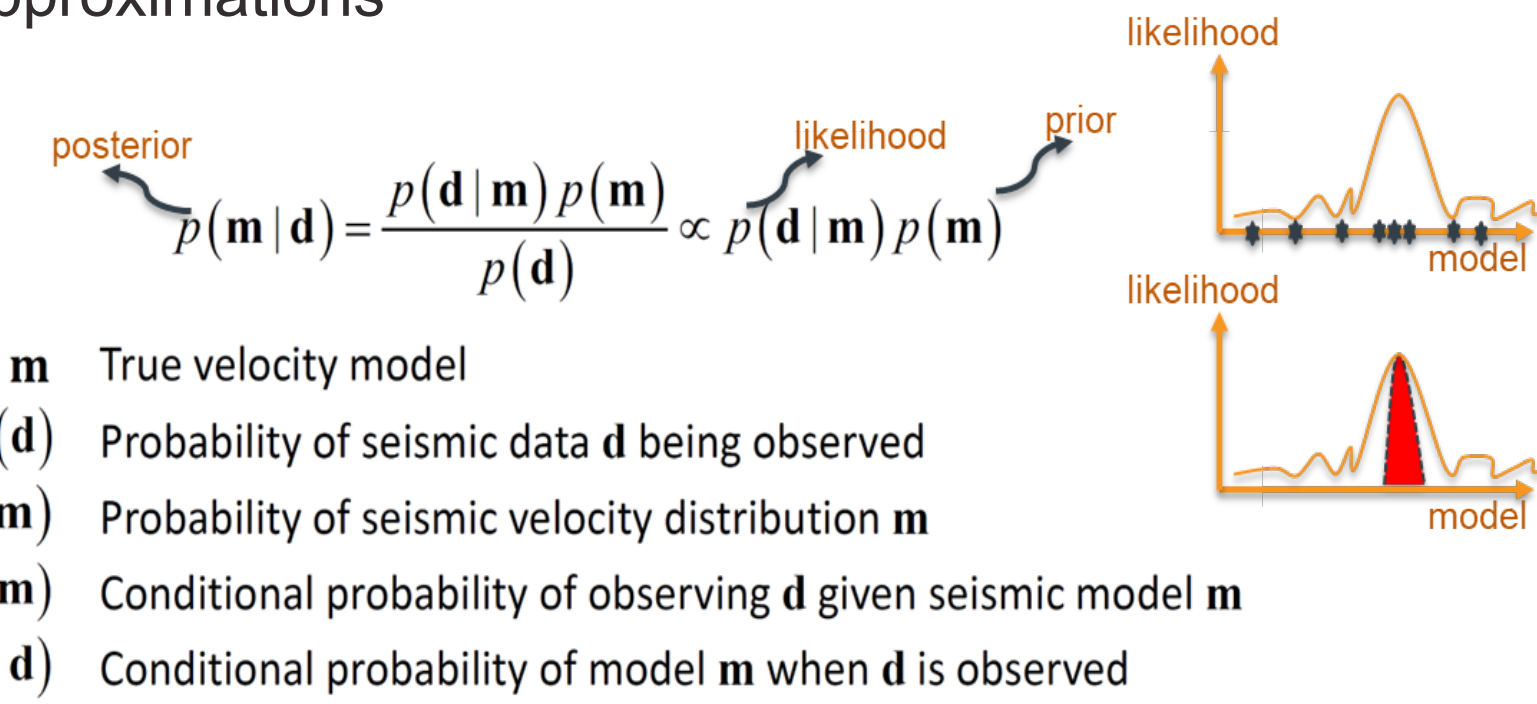 pproximations
likelihood
posterior
likelihood
prior
p(m|d) = p(d|m)p(m) / p(d) ∝ p(d|m)p(m)
model
likelihood
m True velocity model
(d) Probability of seismic data d being observed
m) Probability of seismic velocity distribution m
model
m) Conditional probability of observing d given seismic model m
d) Conditional probability of model m when d is observed